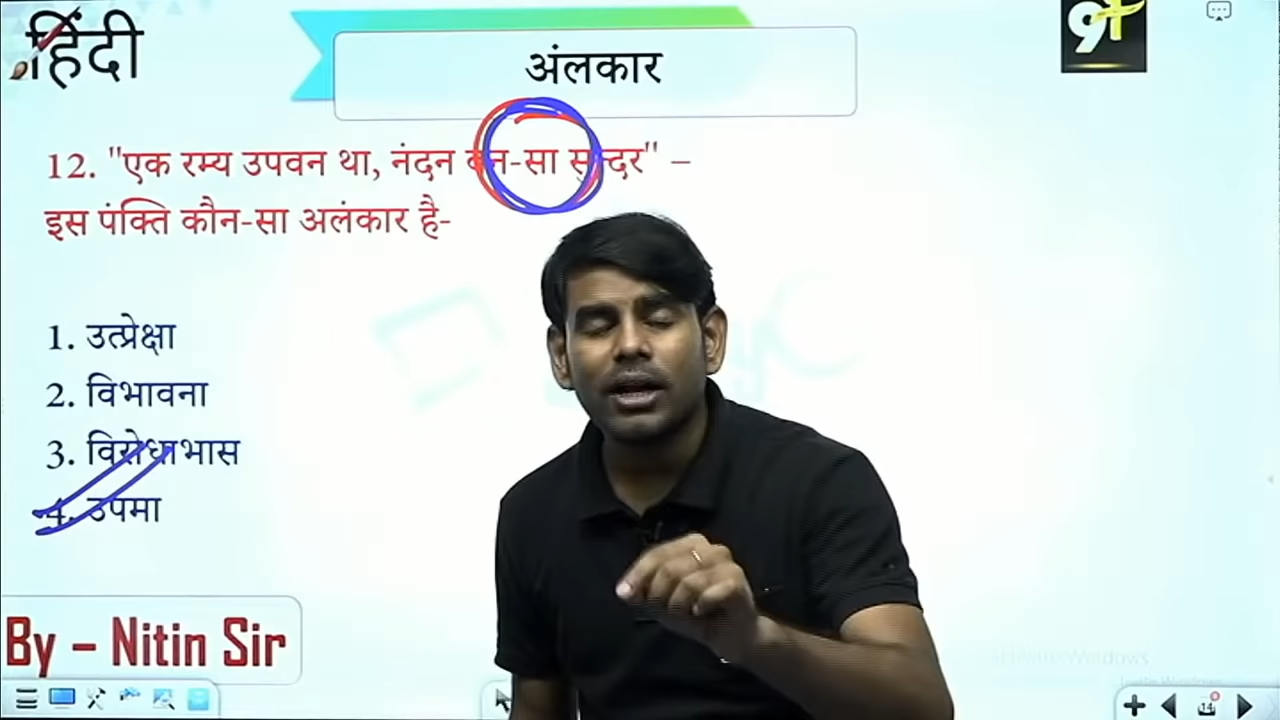 हिंदी
अंलकार
12. "एक रम्य उपवन था, नंदन वन-सा सुन्दर" –
इस पंक्ति कौन-सा अलंकार है-
1. उत्प्रेक्षा
2. विभावना
3. विरोधाभास
4. उपमा
By – Nitin Sir
14